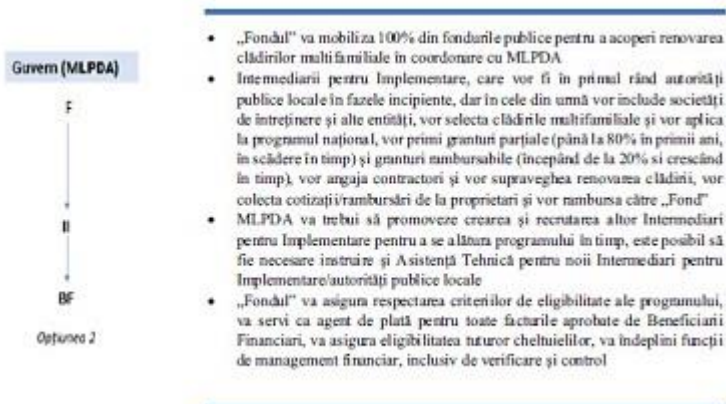 Guvern (MLPDA)
F
II
BF
Opțiunea 2
• „Fondul” va mobiliza 100% din fondurile publice pentru a acoperi renovarea
clădirilor multifamiliale în coordonare cu MLPDA
• Intermediarii pentru Implementare, care vor fi în primul rând autorități
publice locale în fazele incipiente, dar în cele din urmă vor include societăți
de întreținere și alte entități, vor selecta clădirile multifamiliale și vor aplica
la programul național, vor primi granturi parțiale (până la 80% în primii ani,
în scădere în timp) și granturi rambursabile (începând de la 20% si crescând
în timp), vor angaja contractori și vor supraveghea renovarea clădirii, vor
colecta cotizații/rambursări de la proprietari și vor rambursa către „Fond”
• MLPDA va trebui să promoveze crearea și recrutarea altor Intermediari
pentru Implementare pentru a se alătura programului în timp, este posibil să
fie necesare instruire și Asistență Tehnică pentru noii Intermediari pentru
Implementare/autorități publice locale
• „Fondul” va asigura respectarea criteriilor de eligibilitate ale programului,
va servi ca agent de plată pentru toate facturile aprobate de Beneficiarii
Financiari, va asigura eligibilitatea tuturor cheltuielilor, va îndeplini funcții
de management financiar, inclusiv de verificare și control